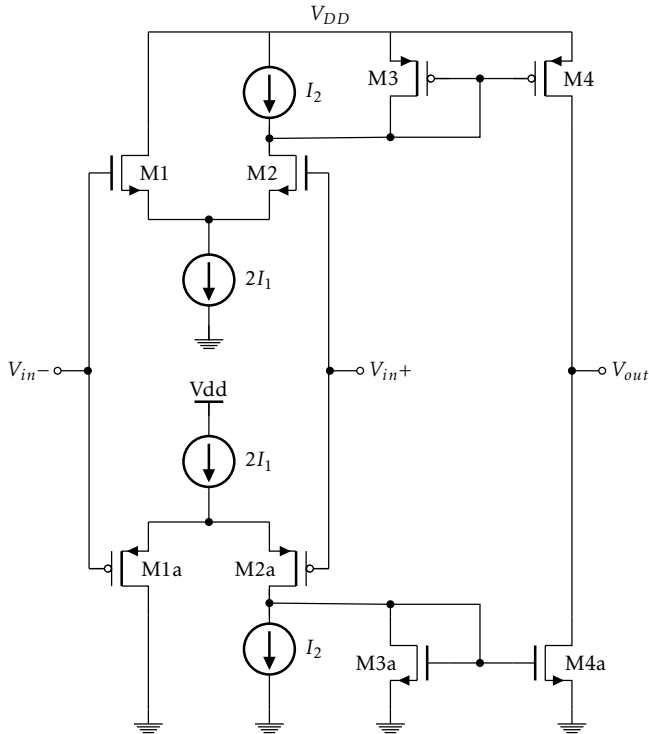 V_DD
I_2
M3
M4
M1
M2
2I_1
V_in−
V_in+
V_out
Vdd
2I_1
M1a
M2a
I_2
M3a
M4a